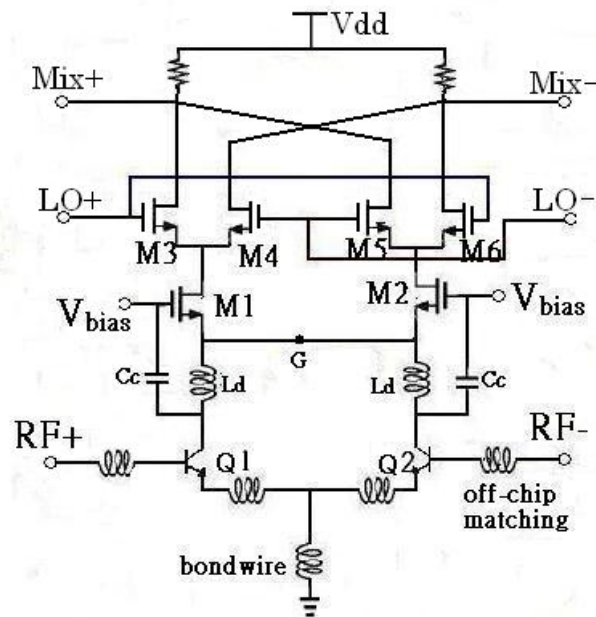 Vdd
Mix+
Mix-
LO+
LO-
M3
M4
M5
M6
M1
M2
Vbias
Vbias
G
Cc
Ld
Ld
Cc
RF+
RF-
Q1
Q2
off-chip
matching
bondwire